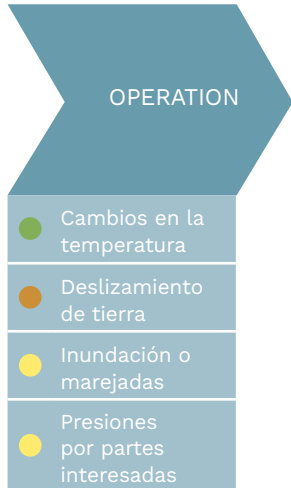 OPERATION
Cambios en la
temperatura
Deslizamiento
de tierra
Inundación o
marejadas
Presiones
por partes
interesadas